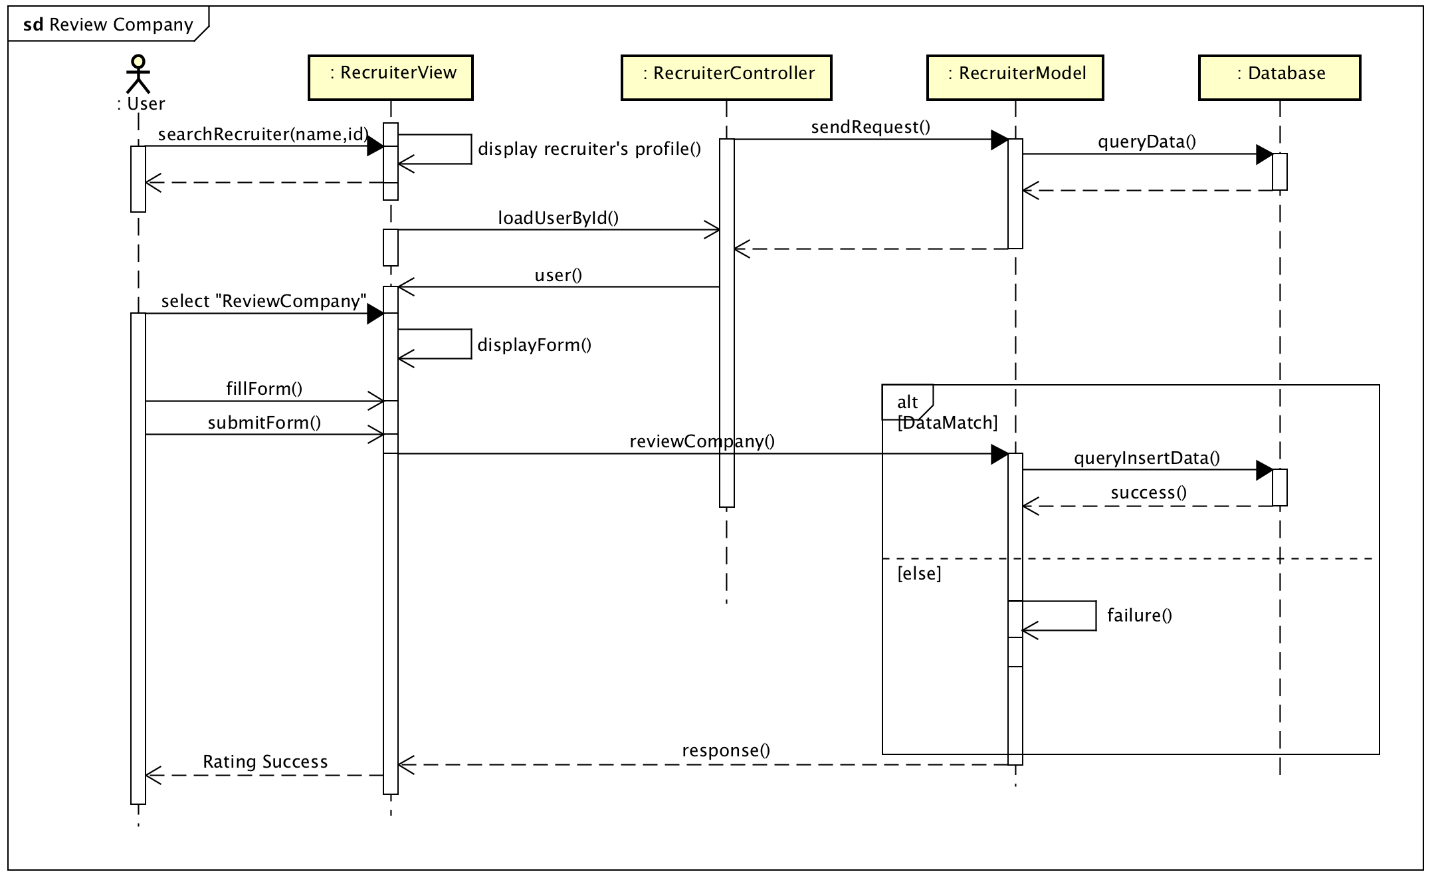 sd Review Company
: User
: RecruiterView
: RecruiterController
: RecruiterModel
: Database
searchRecruiter(name,id)
display recruiter's profile()
sendRequest()
queryData()
loadUserById()
user()
select "ReviewCompany"
displayForm()
fillForm()
submitForm()
alt
[DataMatch]
reviewCompany()
queryInsertData()
success()
[else]
failure()
response()
Rating Success